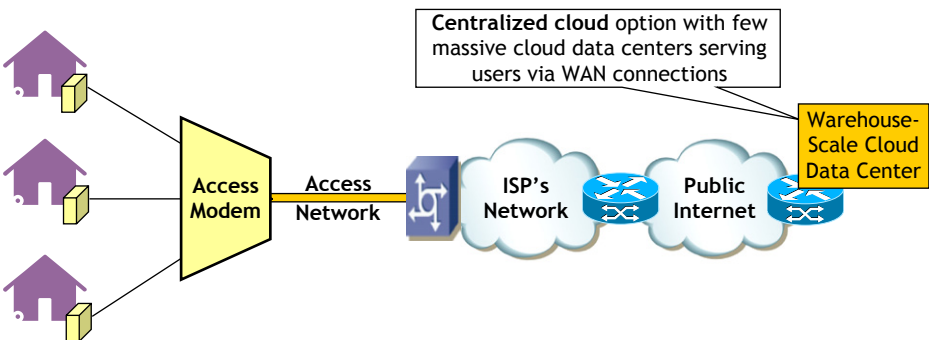 Centralized cloud option with few
massive cloud data centers serving
users via WAN connections
Warehouse-
Scale Cloud
Data Center
Access
Modem
Access
Network
ISP's
Network
Public
Internet